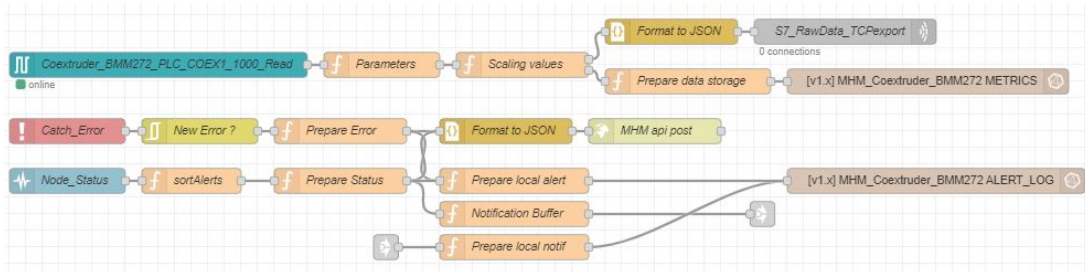 Format to JSON
S7_RawData_TCPexport
0 connections
Coextruder_BMM272_PLC_COEX1_1000_Read
Parameters
Scaling values
online
Prepare data storage
[v1.x] MHM_Coextruder_BMM272 METRICS
Catch_Error
New Error ?
Prepare Error
Format to JSON
MHM api post
Node_Status
sortAlerts
Prepare Status
Prepare local alert
[v1.x] MHM_Coextruder_BMM272 ALERT_LOG
Notification Buffer
Prepare local notif